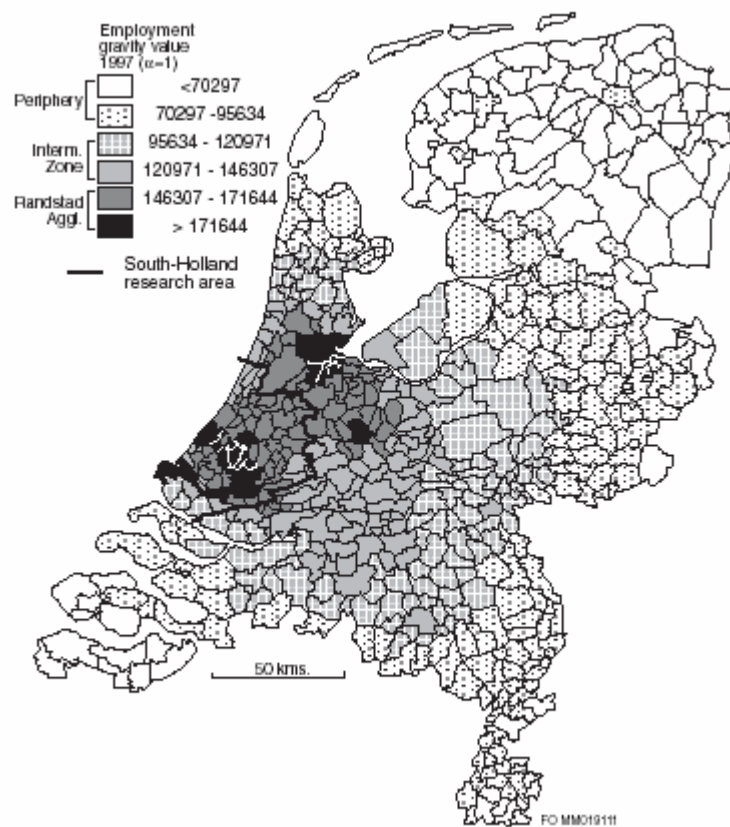 Employment
gravity value
1997 (α=1)
Periphery
<70297
70297 -95634
Interm.
Zone
95634 - 120971
120971 - 146307
Randstad
Aggl.
146307 - 171644
> 171644
South-Holland
research area
50 kms.
FO MM019111